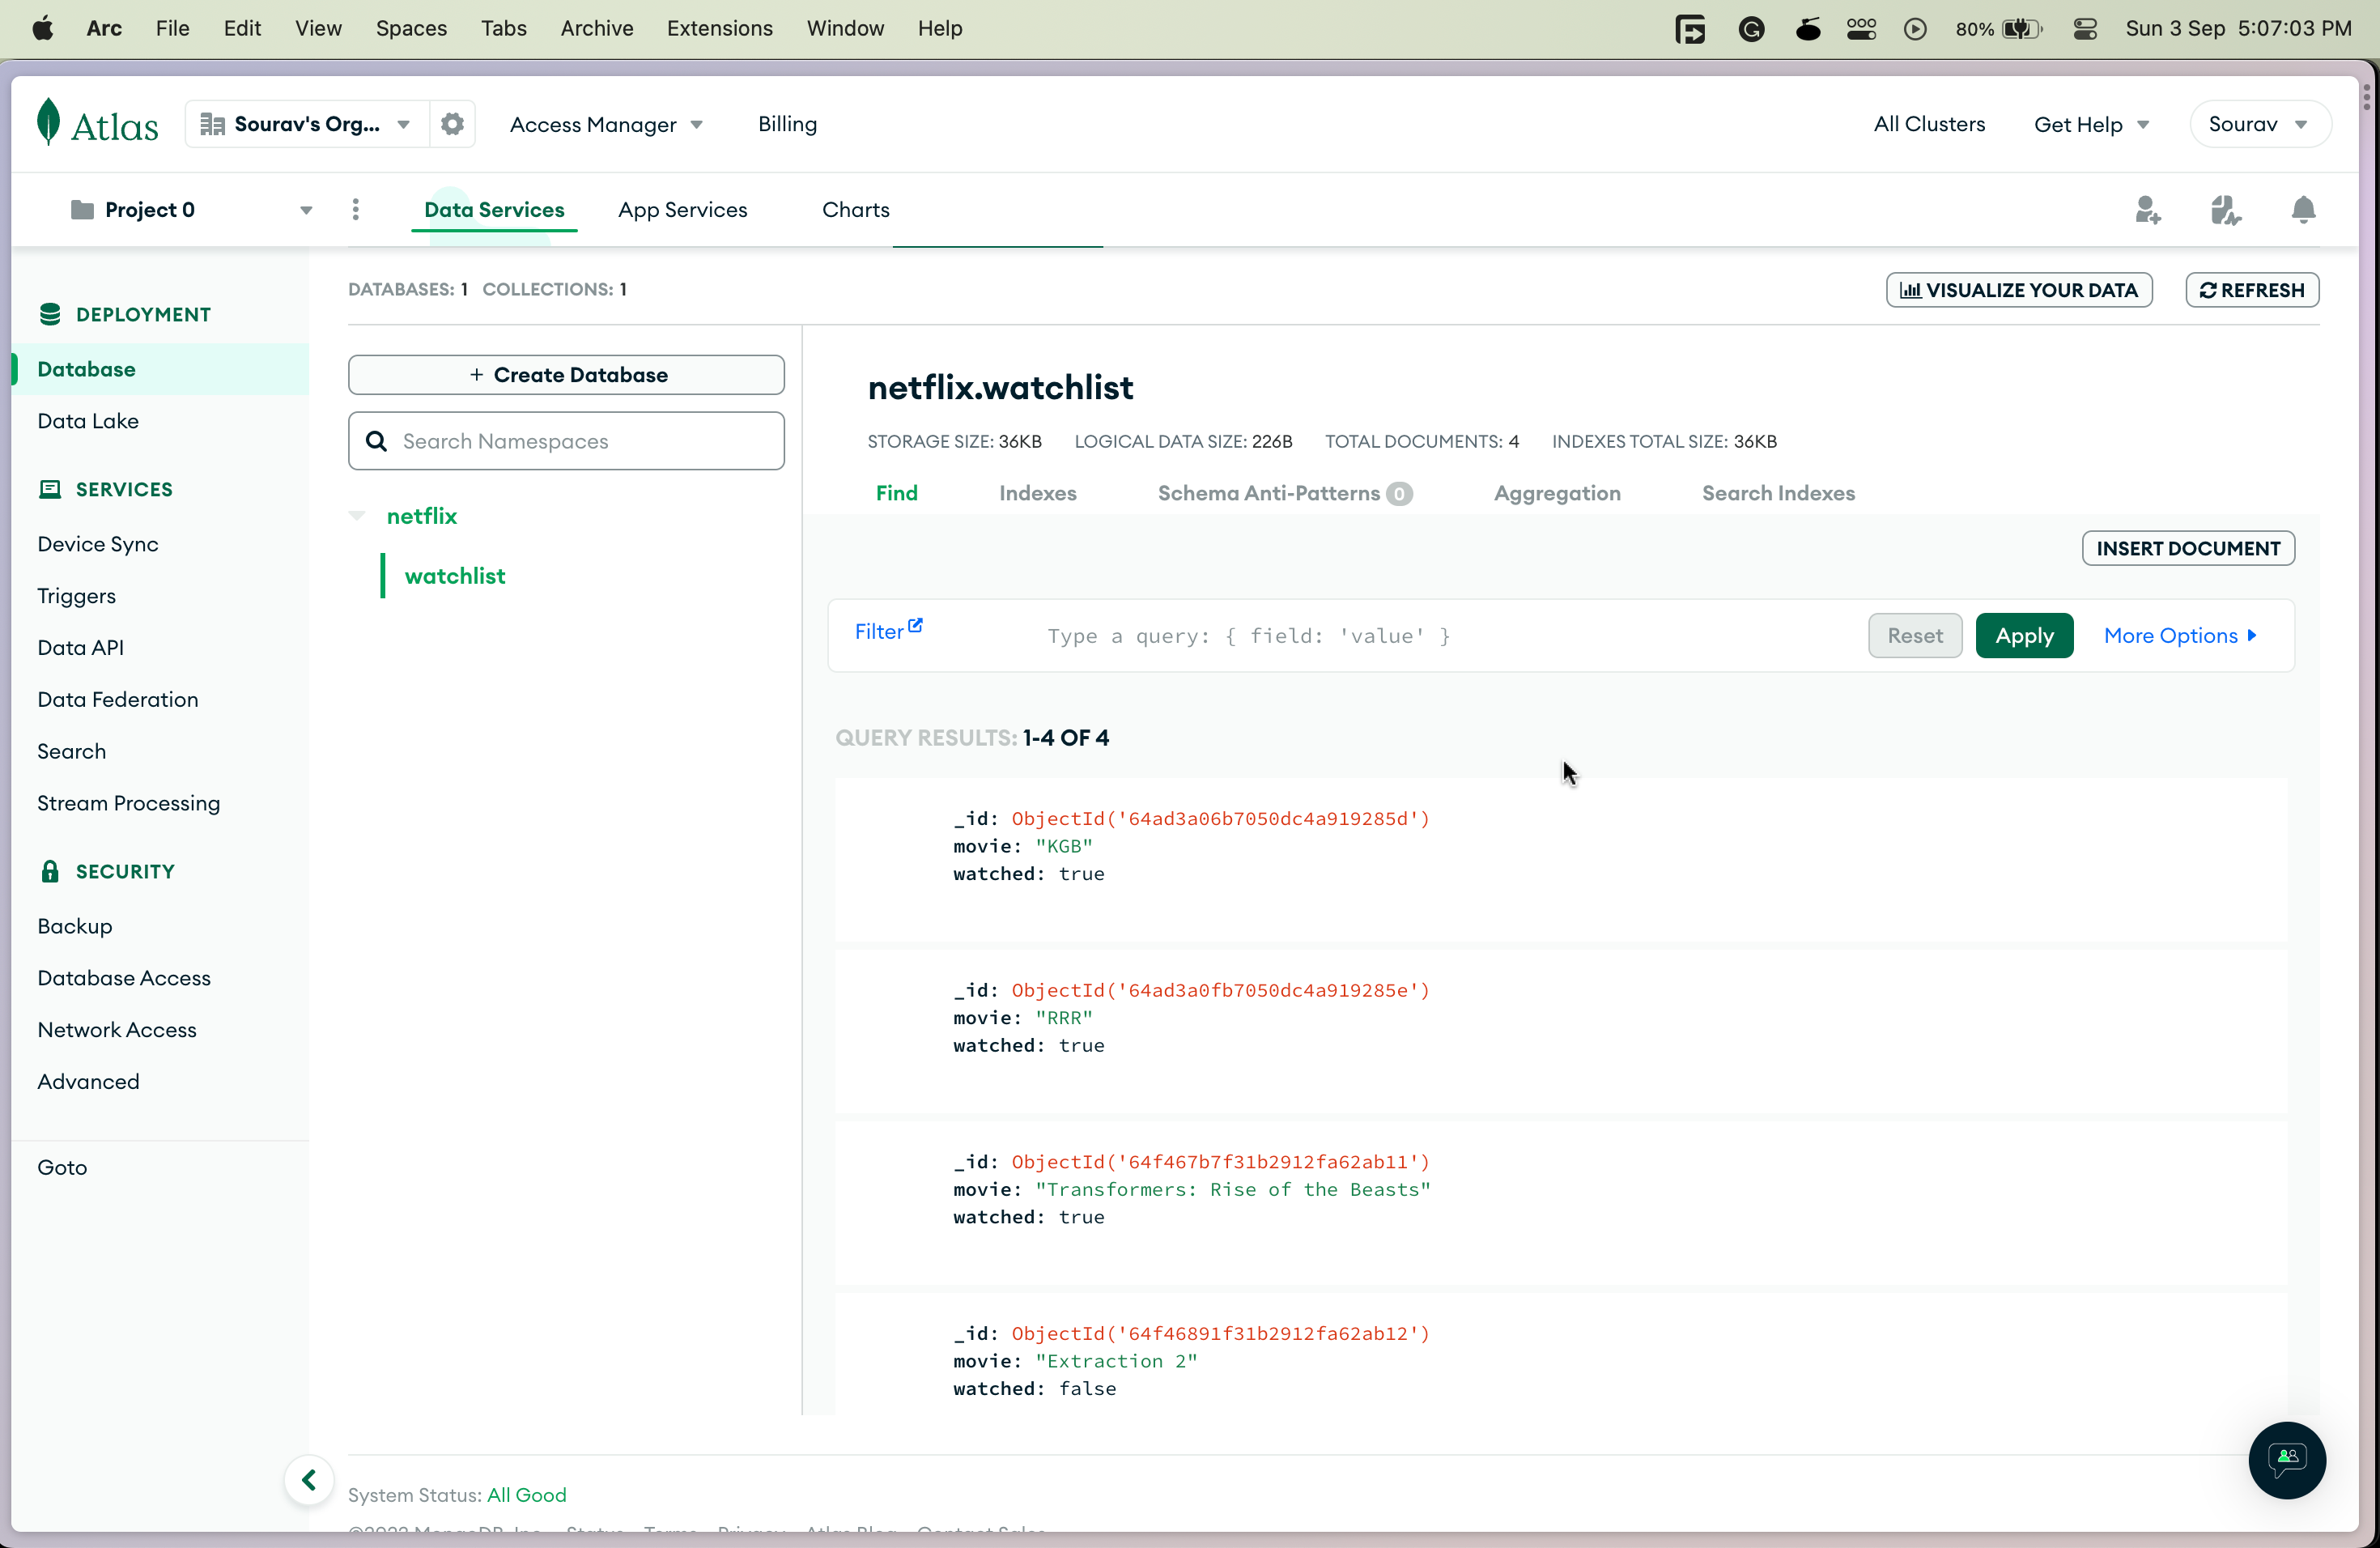 Arc File Edit View Spaces Tabs Archive Extensions Window Help 80% Sun 3 Sep 5:07:03 PM
Atlas Sourav's Org... Access Manager Billing All Clusters Get Help Sourav
Project 0 Data Services App Services Charts
DATABASES: 1 COLLECTIONS: 1 VISUALIZE YOUR DATA REFRESH
DEPLOYMENT
Database
Data Lake
SERVICES
Device Sync
Triggers
Data API
Data Federation
Search
Stream Processing
SECURITY
Backup
Database Access
Network Access
Advanced
Goto
+ Create Database
Search Namespaces
netflix
watchlist
netflix.watchlist
STORAGE SIZE: 36KB LOGICAL DATA SIZE: 226B TOTAL DOCUMENTS: 4 INDEXES TOTAL SIZE: 36KB
Find Indexes Schema Anti-Patterns 0 Aggregation Search Indexes
INSERT DOCUMENT
Filter Type a query: { field: 'value' } Reset Apply More Options
QUERY RESULTS: 1-4 OF 4
_id: ObjectId('64ad3a06b7050dc4a919285d')
movie: "KGB"
watched: true
_id: ObjectId('64ad3a0fb7050dc4a919285e')
movie: "RRR"
watched: true
_id: ObjectId('64f467b7f31b2912fa62ab11')
movie: "Transformers: Rise of the Beasts"
watched: true
_id: ObjectId('64f46891f31b2912fa62ab12')
movie: "Extraction 2"
watched: false
System Status: All Good